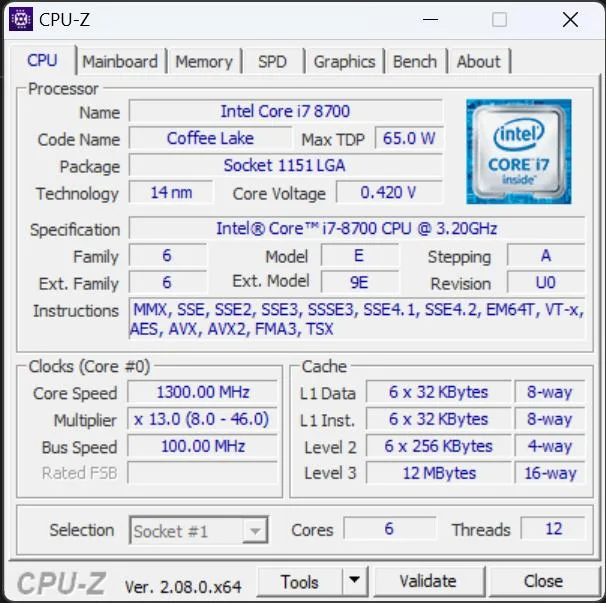 CPU-Z
CPU Mainboard Memory SPD Graphics Bench About
Processor
Name Intel Core i7 8700
Code Name Coffee Lake Max TDP 65.0 W
Package Socket 1151 LGA
Technology 14 nm Core Voltage 0.420 V
intel
CORE i7
inside
Specification Intel® Core™ i7-8700 CPU @ 3.20GHz
Family 6 Model E Stepping A
Ext. Family 6 Ext. Model 9E Revision U0
Instructions MMX, SSE, SSE2, SSE3, SSSE3, SSE4.1, SSE4.2, EM64T, VT-x,
AES, AVX, AVX2, FMA3, TSX
Clocks (Core #0)
Core Speed 1300.00 MHz
Multiplier x 13.0 (8.0 - 46.0)
Bus Speed 100.00 MHz
Rated FSB
Cache
L1 Data 6 x 32 KBytes 8-way
L1 Inst. 6 x 32 KBytes 8-way
Level 2 6 x 256 KBytes 4-way
Level 3 12 MBytes 16-way
Selection Socket #1 Cores 6 Threads 12
CPU-Z Ver. 2.08.0.x64 Tools Validate Close